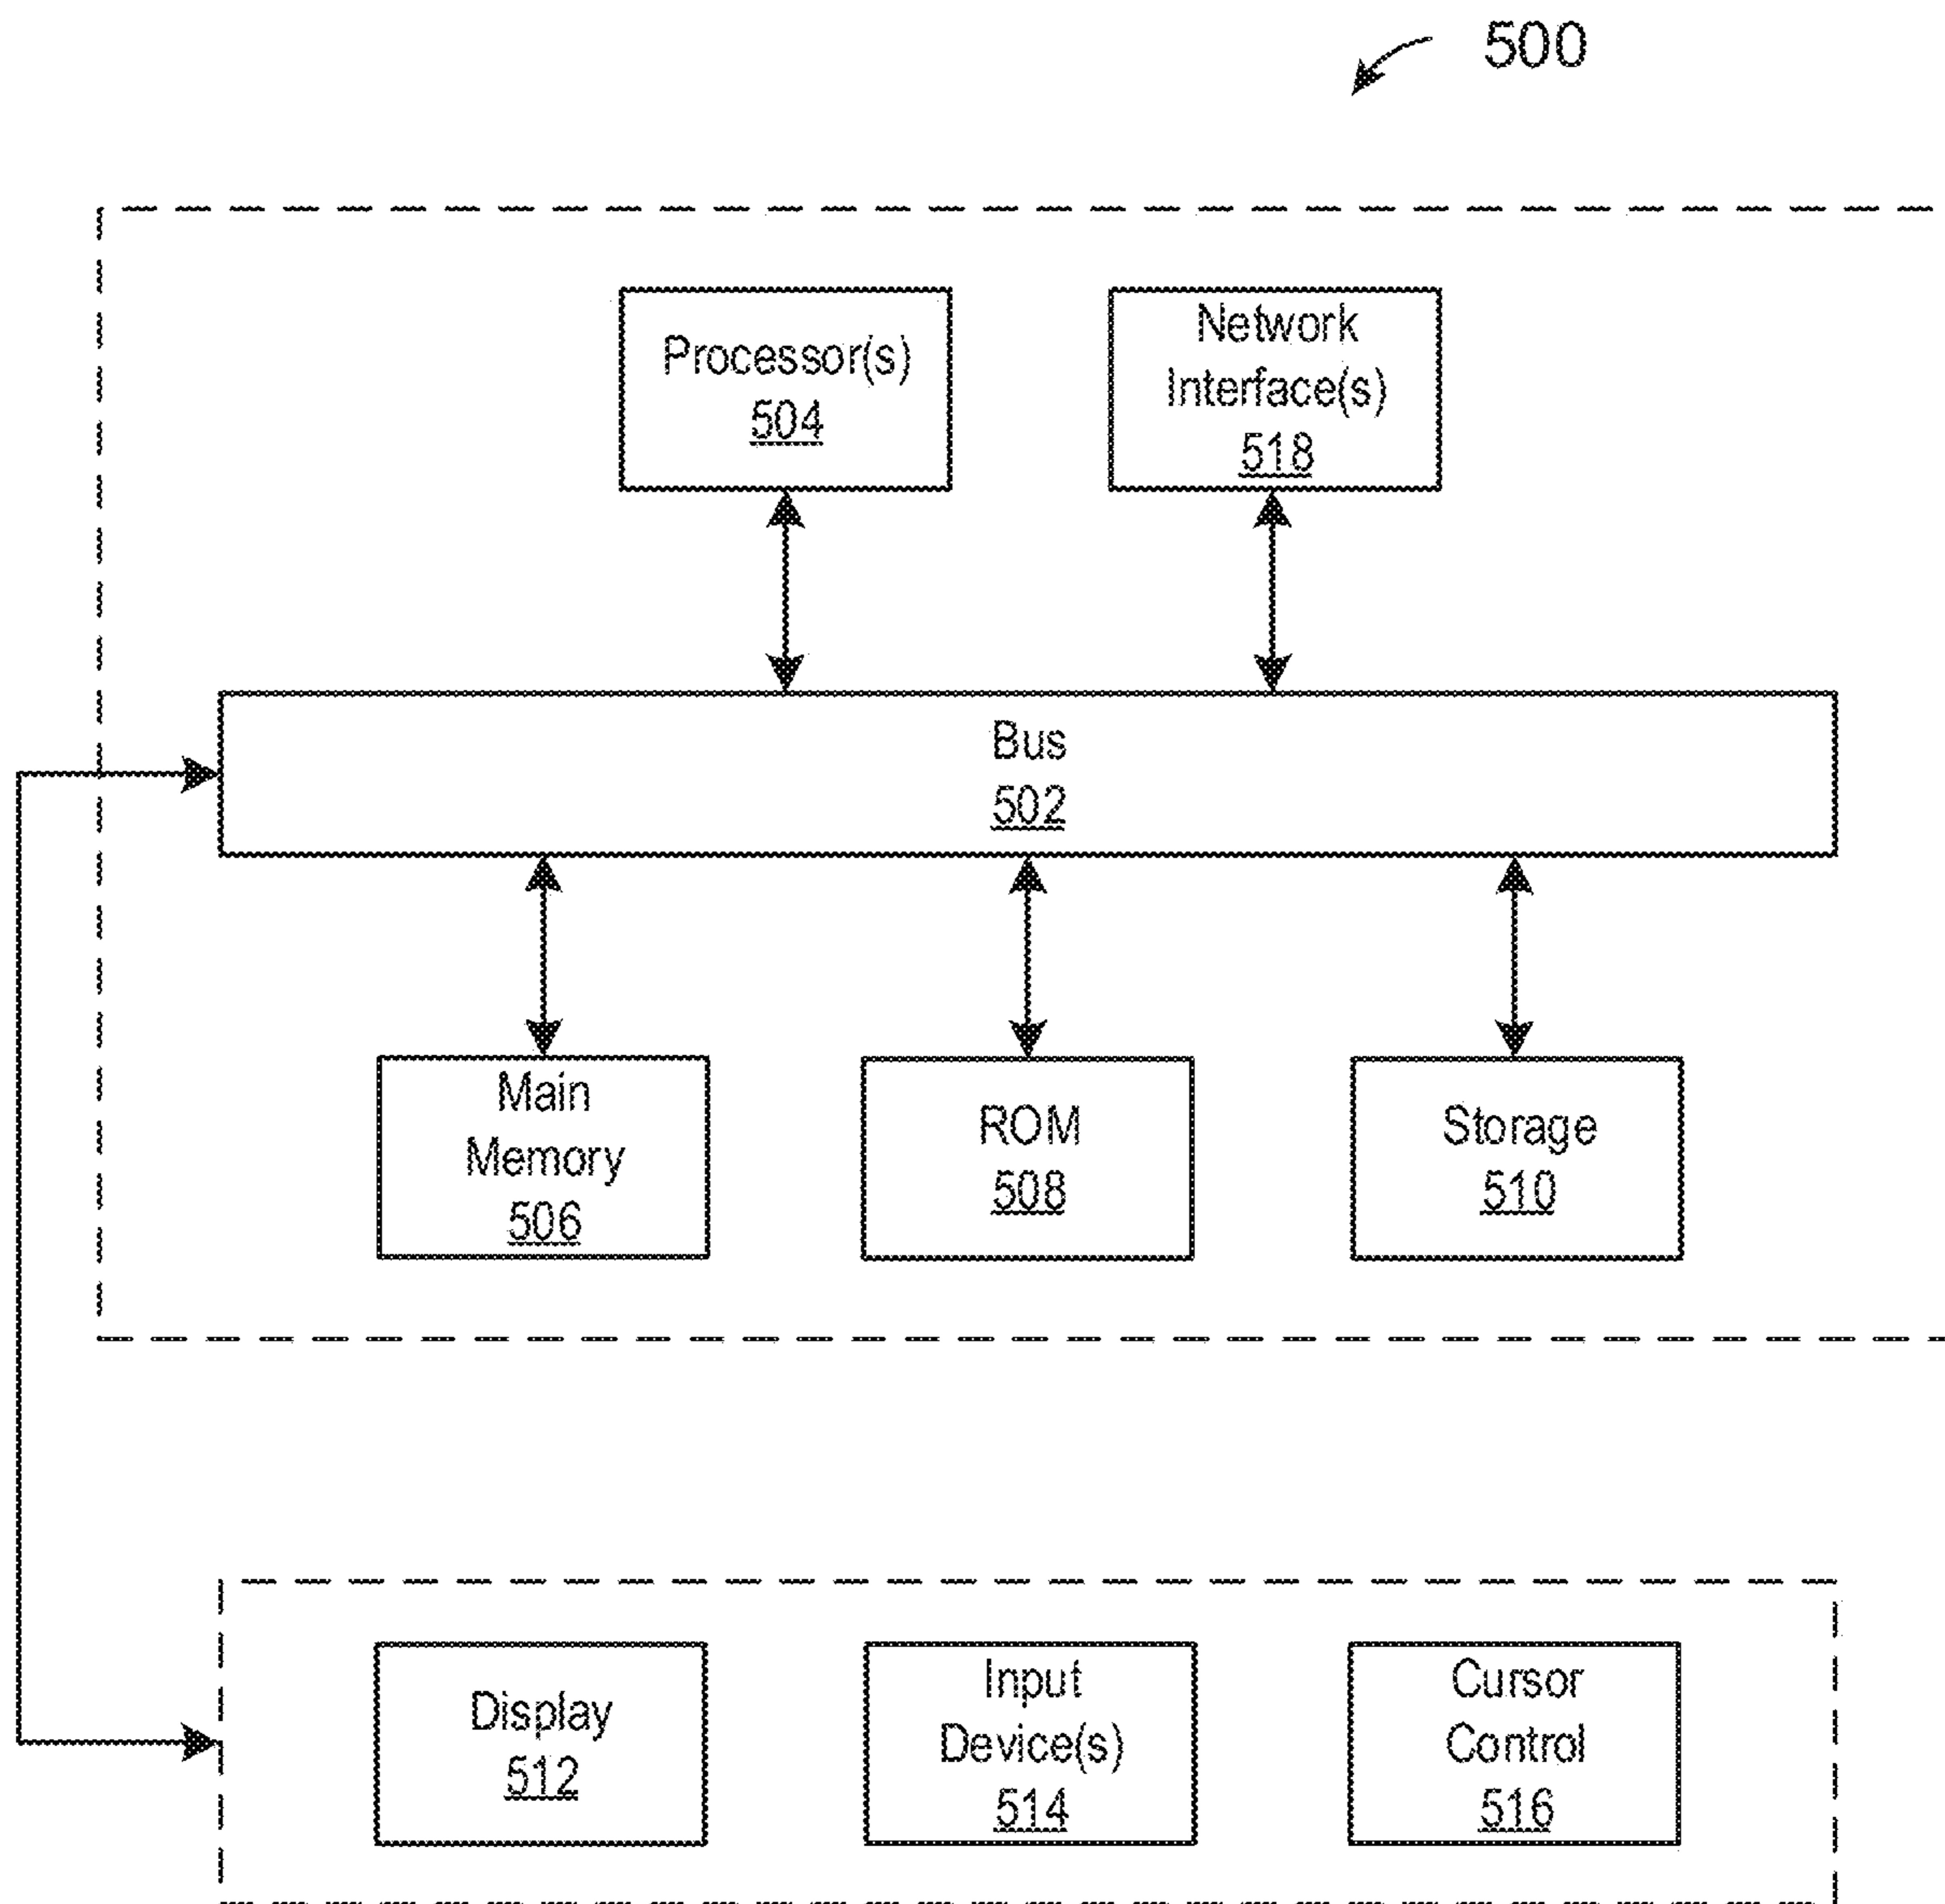 500
Processor(s)
504
Network
Interface(s)
518
Bus
502
Main
Memory
506
ROM
508
Storage
510
Display
512
Input
Device(s)
514
Cursor
Control
516